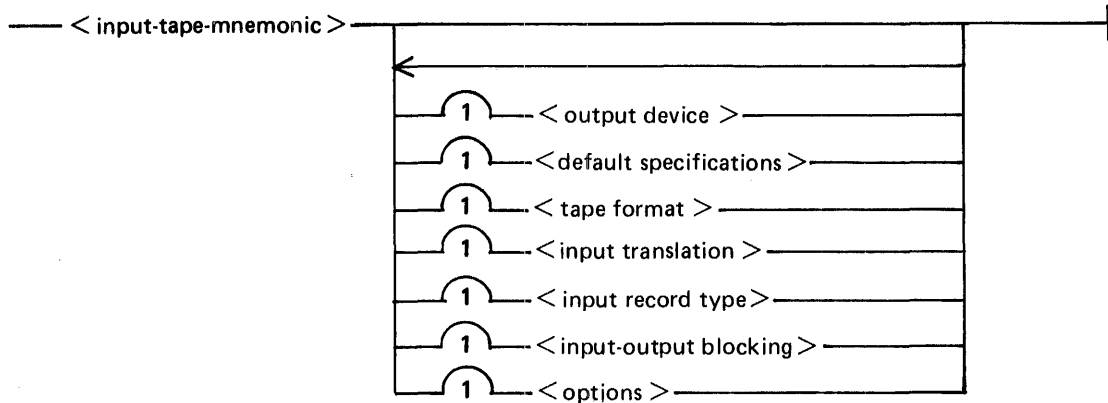 < input-tape-mnemonic >
1 < output device >
1 < default specifications >
1 < tape format >
1 < input translation >
1 < input record type >
1 < input-output blocking >
1 < options >